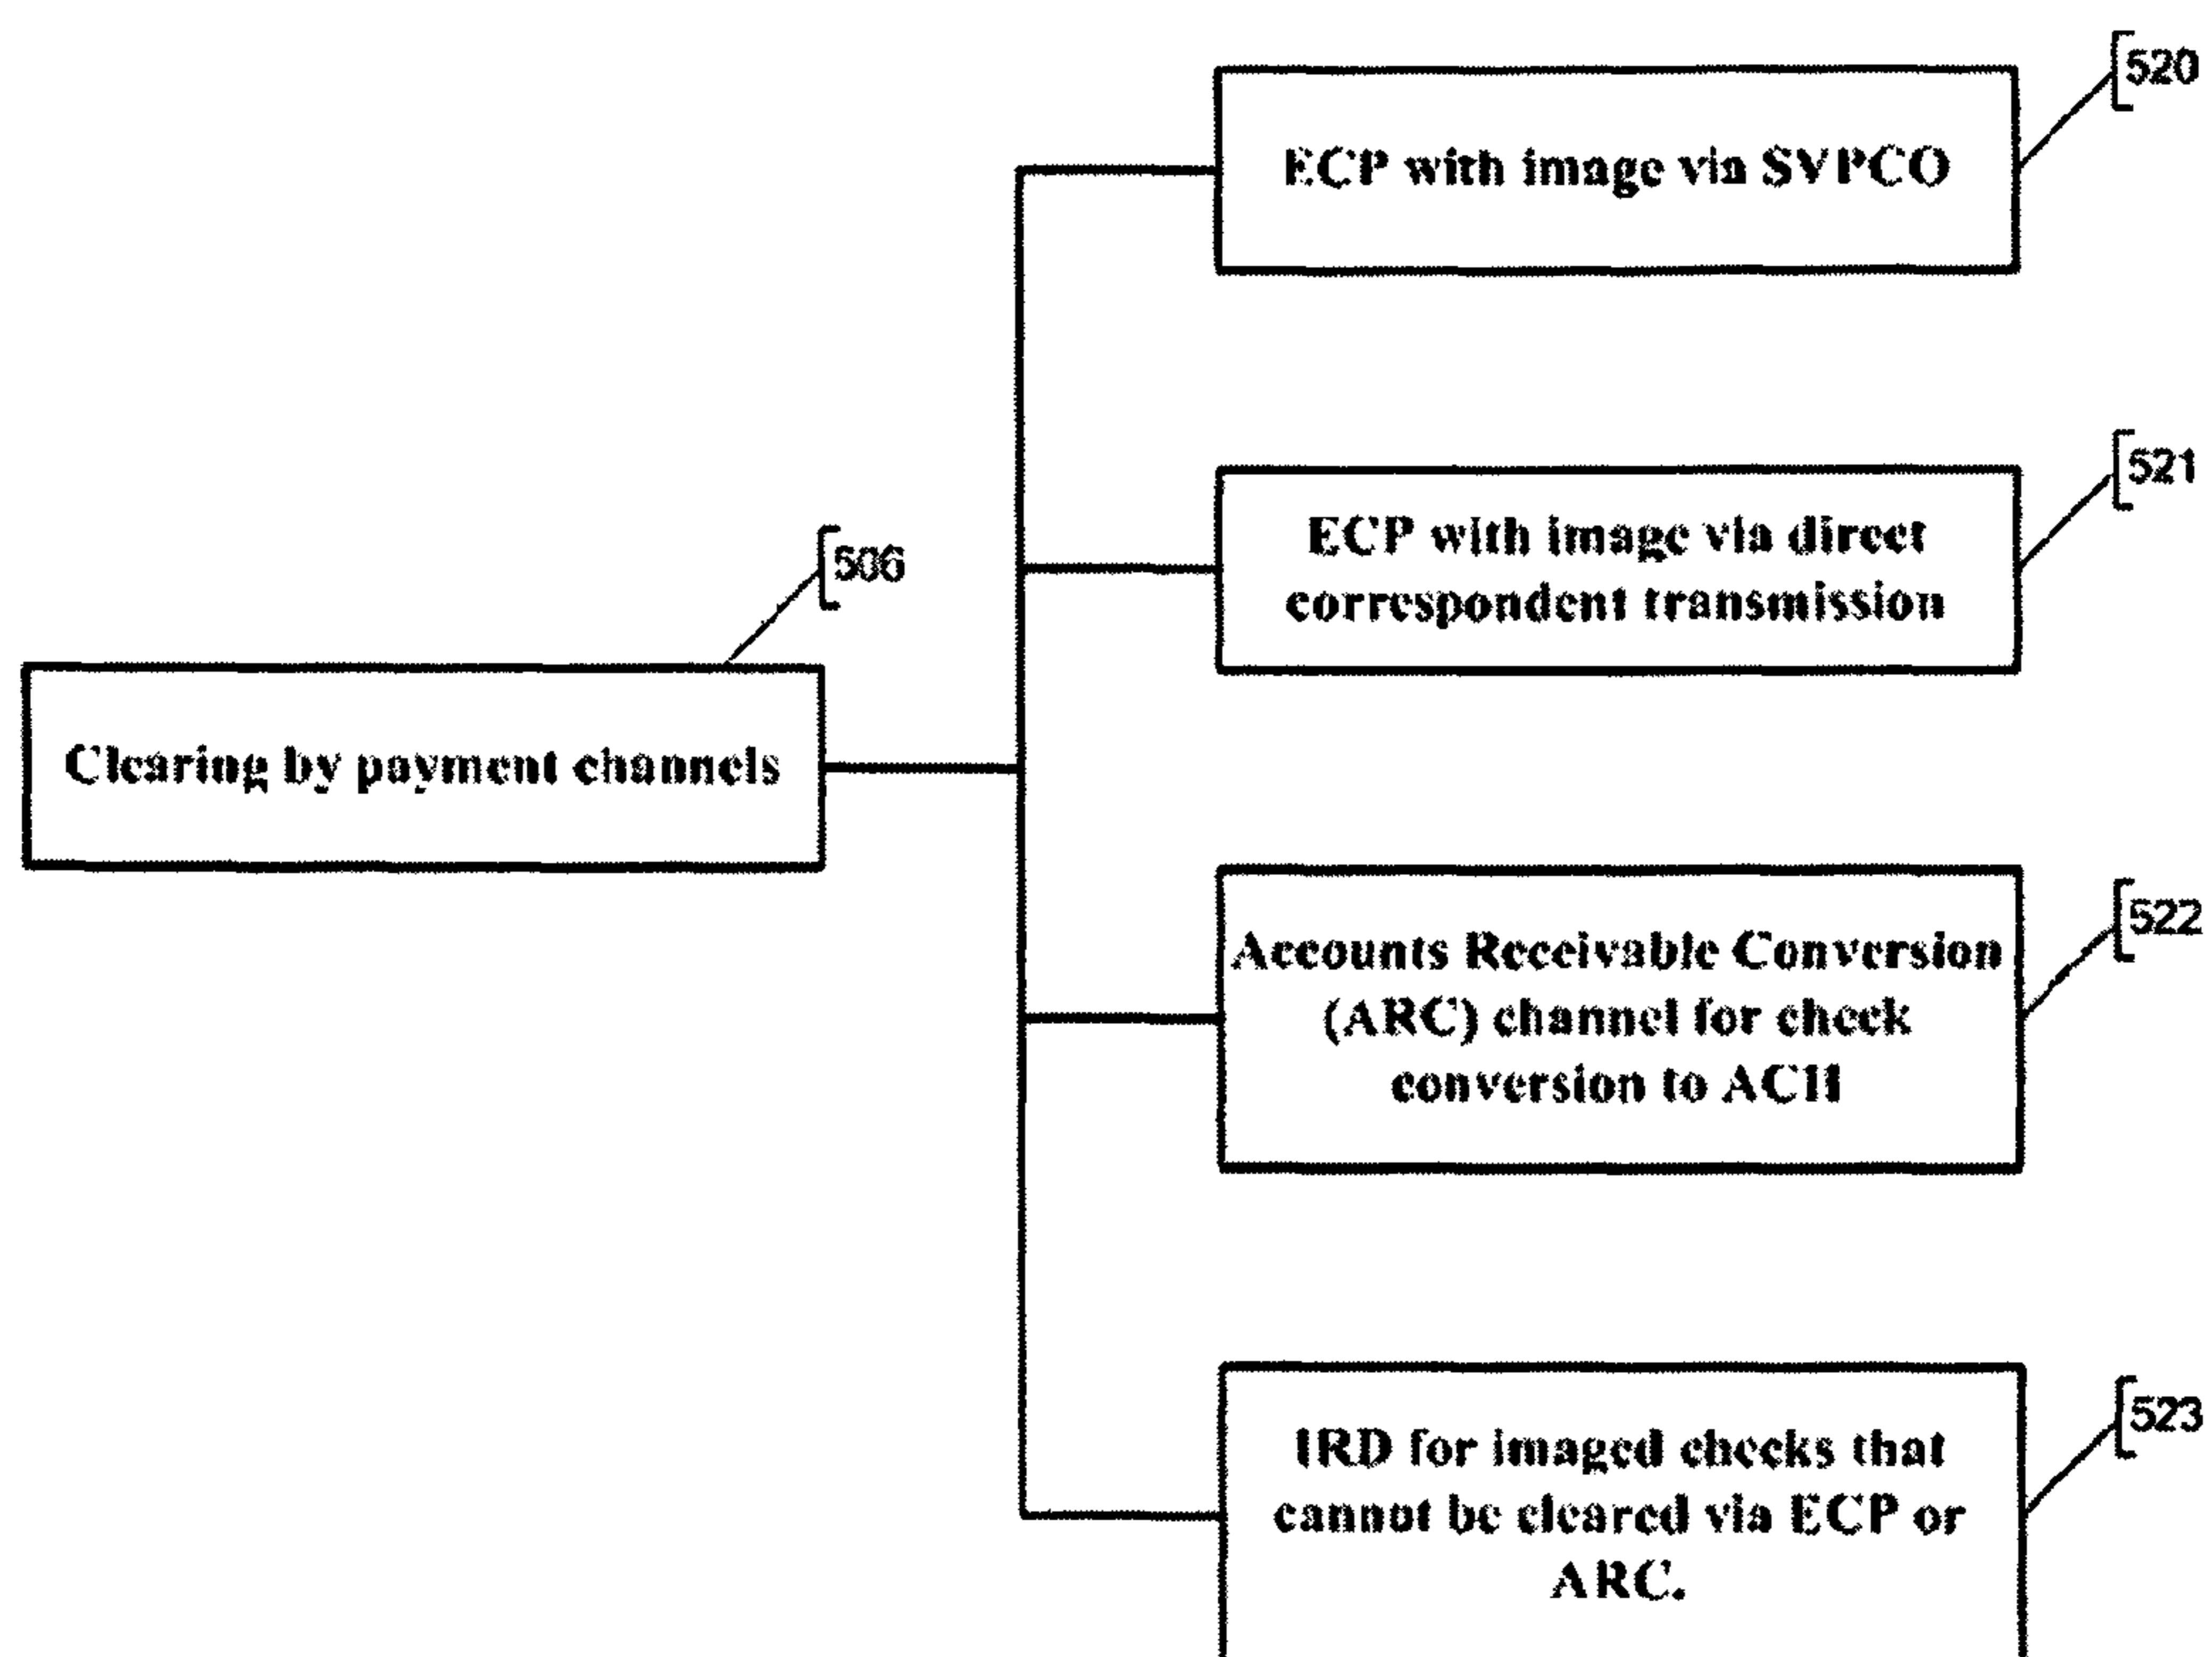 520
ECP with image via SVPCO
521
ECP with image via direct
correspondent transmission
506
Clearing by payment channels
522
Accounts Receivable Conversion
(ARC) channel for check
conversion to ACH
523
IRD for imaged checks that
cannot be cleared via ECP or
ARC.